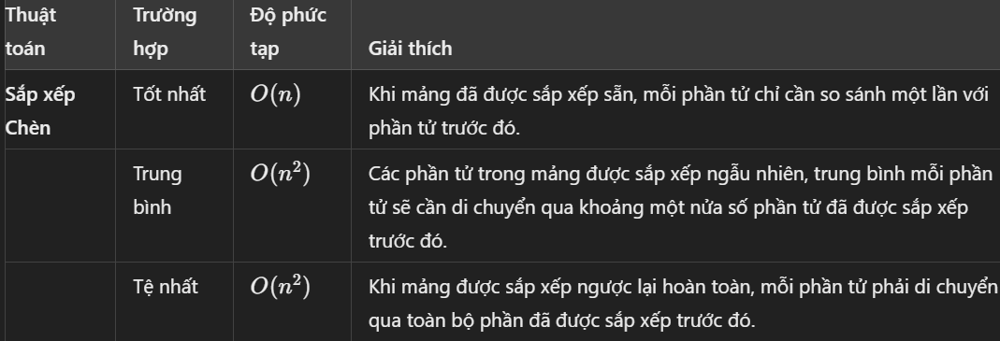 Thuật toán
Trường hợp
Độ phức tạp
Giải thích
Sắp xếp Chèn
Tốt nhất
O(n)
Khi mảng đã được sắp xếp sẵn, mỗi phần tử chỉ cần so sánh một lần với
phần tử trước đó.
Trung bình
O(n²)
Các phần tử trong mảng được sắp xếp ngẫu nhiên, trung bình mỗi phần
tử sẽ cần di chuyển qua khoảng một nửa số phần tử đã được sắp xếp
trước đó.
Tệ nhất
O(n²)
Khi mảng được sắp xếp ngược lại hoàn toàn, mỗi phần tử phải di chuyển
qua toàn bộ phần đã được sắp xếp trước đó.